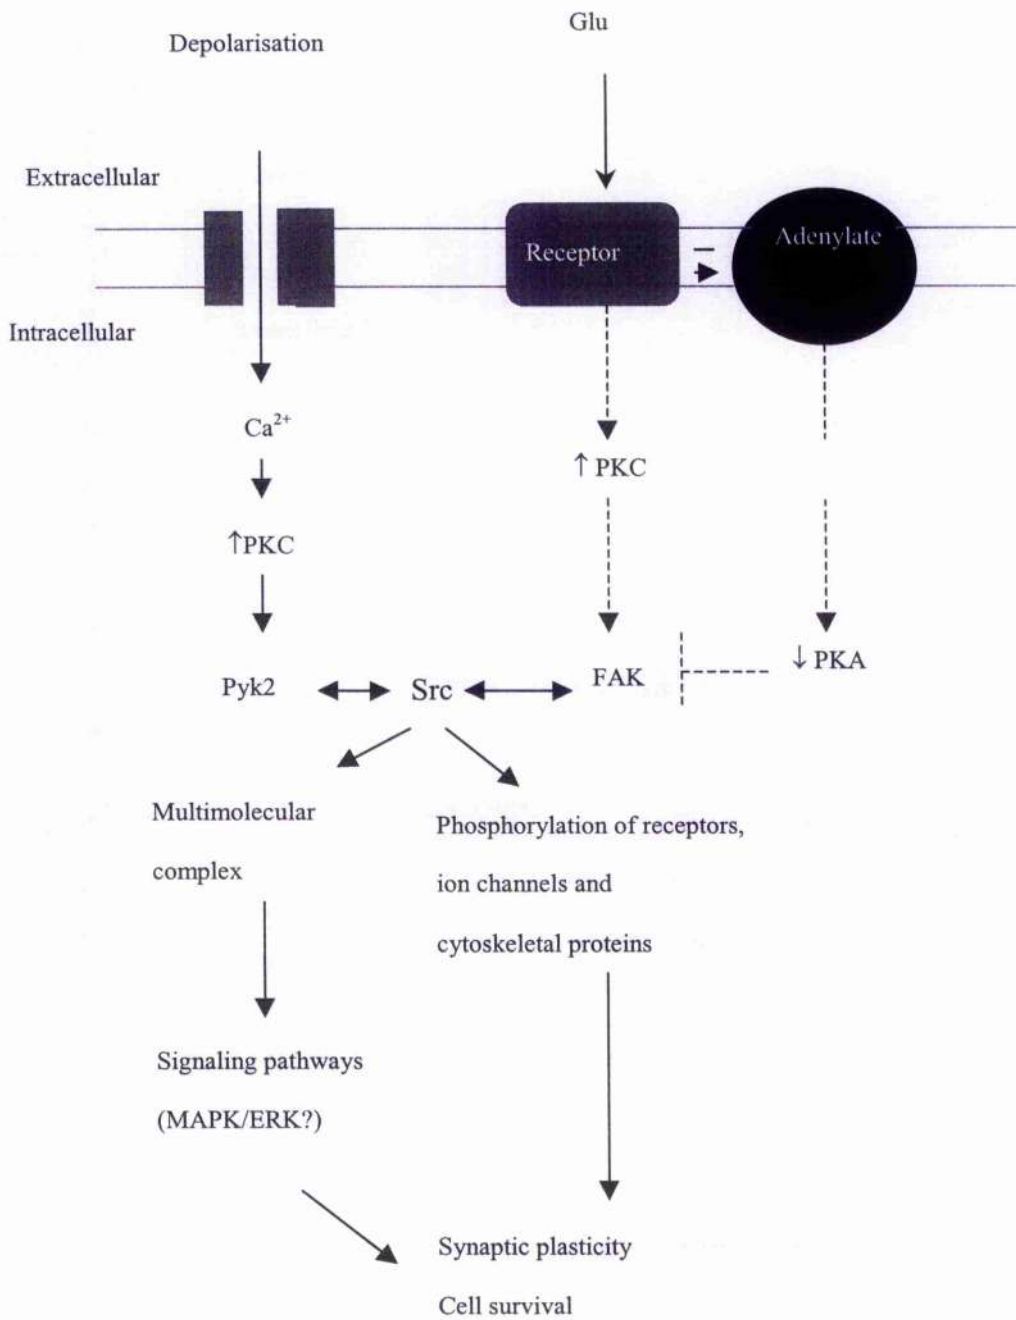 Glu
Depolarisation
Extracellular
Receptor
–
Adenylate
Intracellular
Ca²⁺
↑ PKC
↑PKC
Pyk2
Src
FAK
↓ PKA
Multimolecular
complex
Phosphorylation of receptors,
ion channels and
cytoskeletal proteins
Signaling pathways
(MAPK/ERK?)
Synaptic plasticity
Cell survival